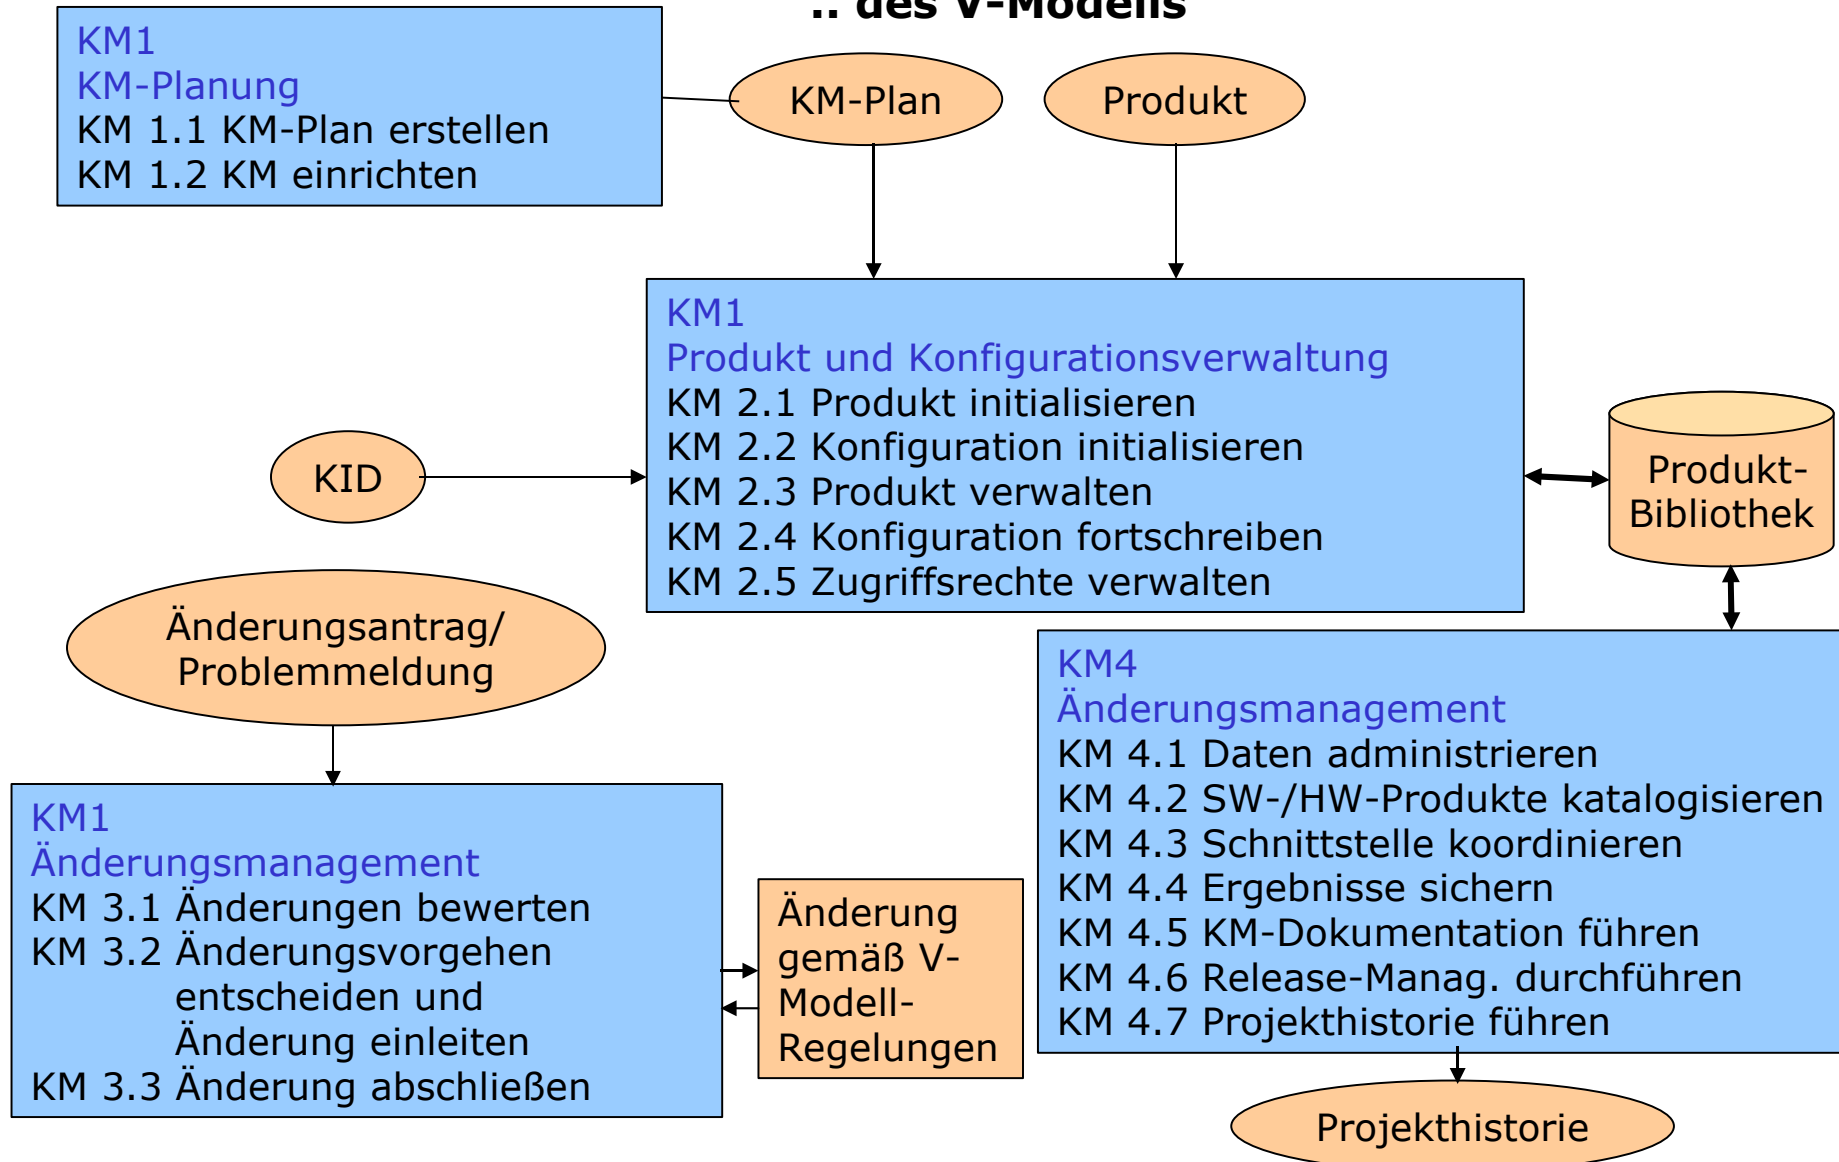 .. des V-Modells
KM1
KM-Planung
KM 1.1 KM-Plan erstellen
KM 1.2 KM einrichten
KM-Plan
Produkt
KM1
Produkt und Konfigurationsverwaltung
KM 2.1 Produkt initialisieren
KM 2.2 Konfiguration initialisieren
KM 2.3 Produkt verwalten
KM 2.4 Konfiguration fortschreiben
KM 2.5 Zugriffsrechte verwalten
KID
Produkt-
Bibliothek
Änderungsantrag/
Problemmeldung
KM1
Änderungsmanagement
KM 3.1 Änderungen bewerten
KM 3.2 Änderungsvorgehen
entscheiden und
Änderung einleiten
KM 3.3 Änderung abschließen
Änderung
gemäß V-
Modell-
Regelungen
KM4
Änderungsmanagement
KM 4.1 Daten administrieren
KM 4.2 SW-/HW-Produkte katalogisieren
KM 4.3 Schnittstelle koordinieren
KM 4.4 Ergebnisse sichern
KM 4.5 KM-Dokumentation führen
KM 4.6 Release-Manag. durchführen
KM 4.7 Projekthistorie führen
Projekthistorie